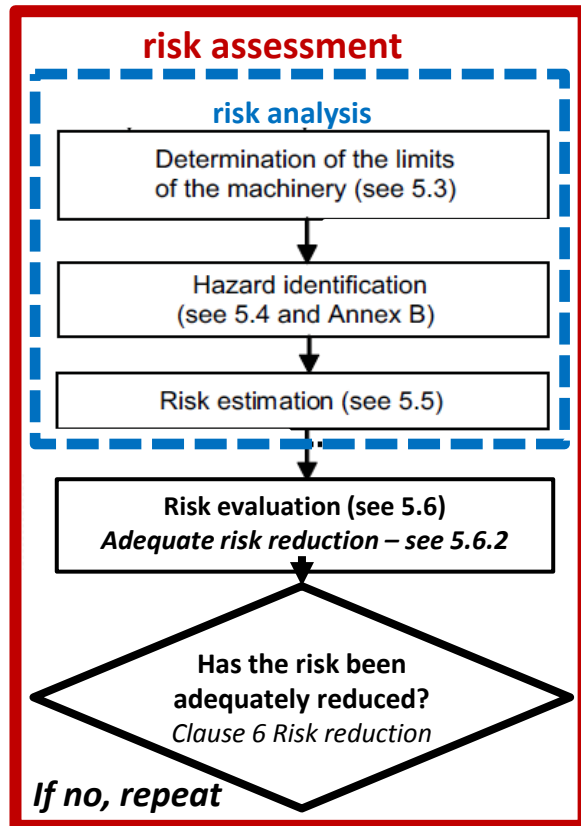 risk assessment
risk analysis
Determination of the limits
of the machinery (see 5.3)
Hazard identification
(see 5.4 and Annex B)
Risk estimation (see 5.5)
Risk evaluation (see 5.6)
Adequate risk reduction – see 5.6.2
Has the risk been
adequately reduced?
Clause 6 Risk reduction
If no, repeat